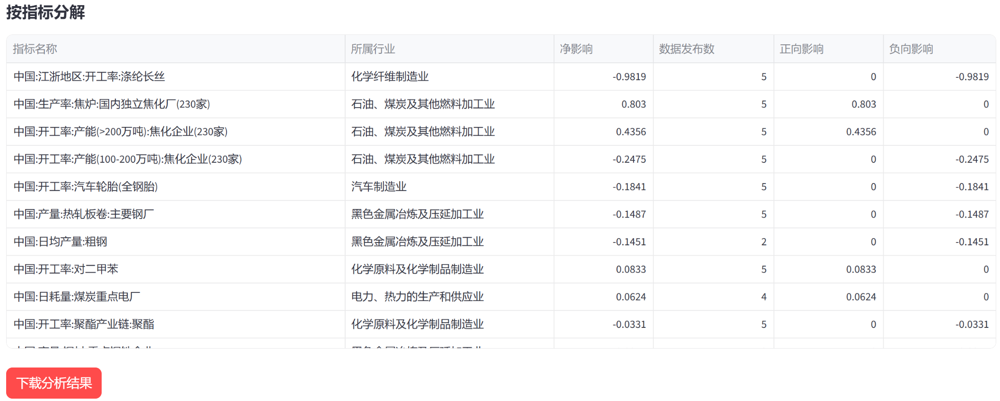 按指标分解
指标名称 所属行业 净影响 数据发布数 正向影响 负向影响
中国:江浙地区:开工率:涤纶长丝 化学纤维制造业 -0.9819 5 0 -0.9819
中国:生产率:焦炉:国内独立焦化厂(230家) 石油、煤炭及其他燃料加工业 0.803 5 0.803 0
中国:开工率:产能(>200万吨):焦化企业(230家) 石油、煤炭及其他燃料加工业 0.4356 5 0.4356 0
中国:开工率:产能(100-200万吨):焦化企业(230家) 石油、煤炭及其他燃料加工业 -0.2475 5 0 -0.2475
中国:开工率:汽车轮胎(全钢胎) 汽车制造业 -0.1841 5 0 -0.1841
中国:产量:热轧板卷:主要钢厂 黑色金属冶炼及压延加工业 -0.1487 5 0 -0.1487
中国:日均产量:粗钢 黑色金属冶炼及压延加工业 -0.1451 2 0 -0.1451
中国:开工率:对二甲苯 化学原料及化学制品制造业 0.0833 5 0.0833 0
中国:日耗量:煤炭重点电厂 电力、热力的生产和供应业 0.0624 4 0.0624 0
中国:开工率:聚酯产业链:聚酯 化学原料及化学制品制造业 -0.0331 5 0 -0.0331
下载分析结果